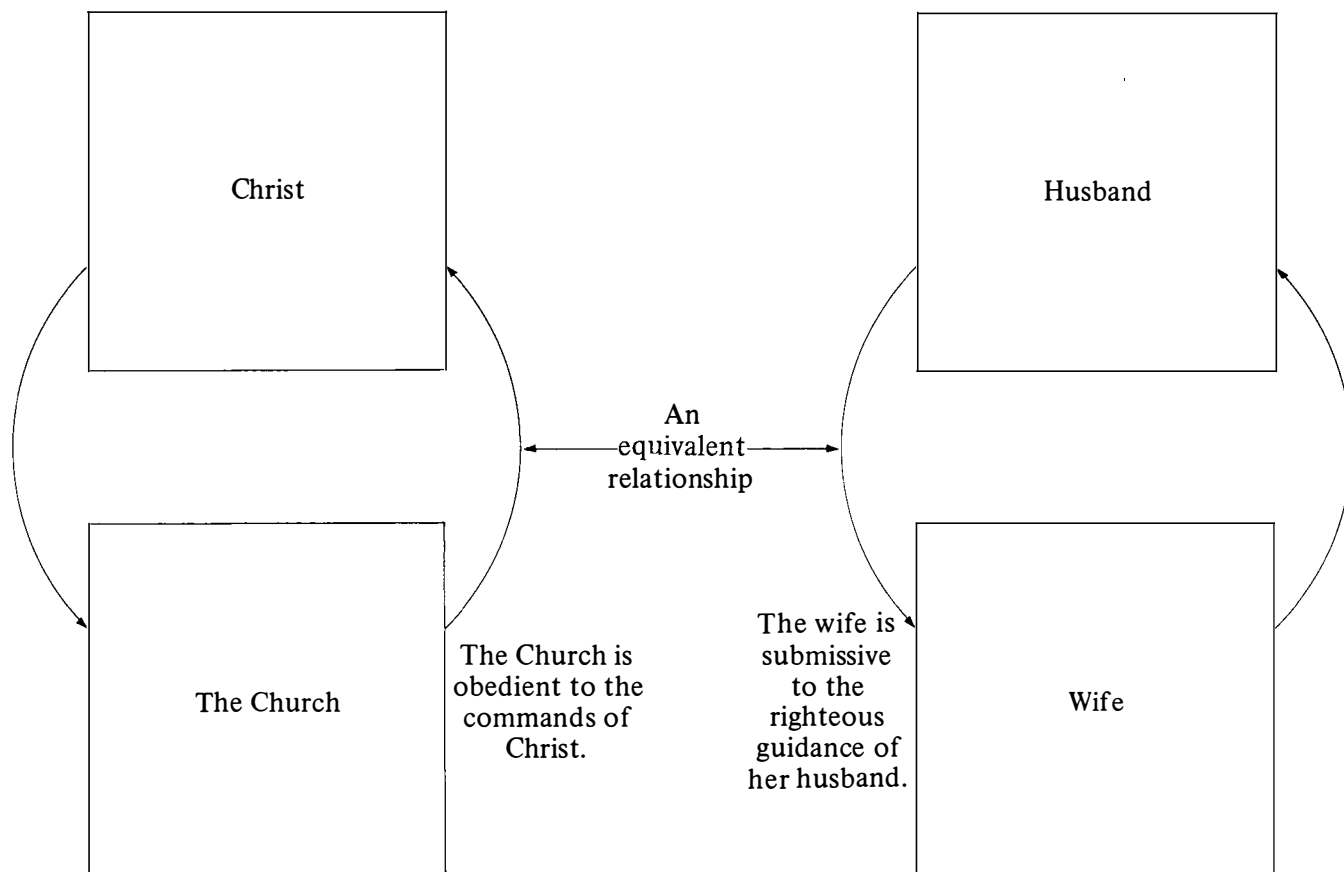 Christ
Husband
An
equivalent
relationship
The Church is
obedient to the
commands of
Christ.
The wife is
submissive
to the
righteous
guidance of
her husband.
The Church
Wife